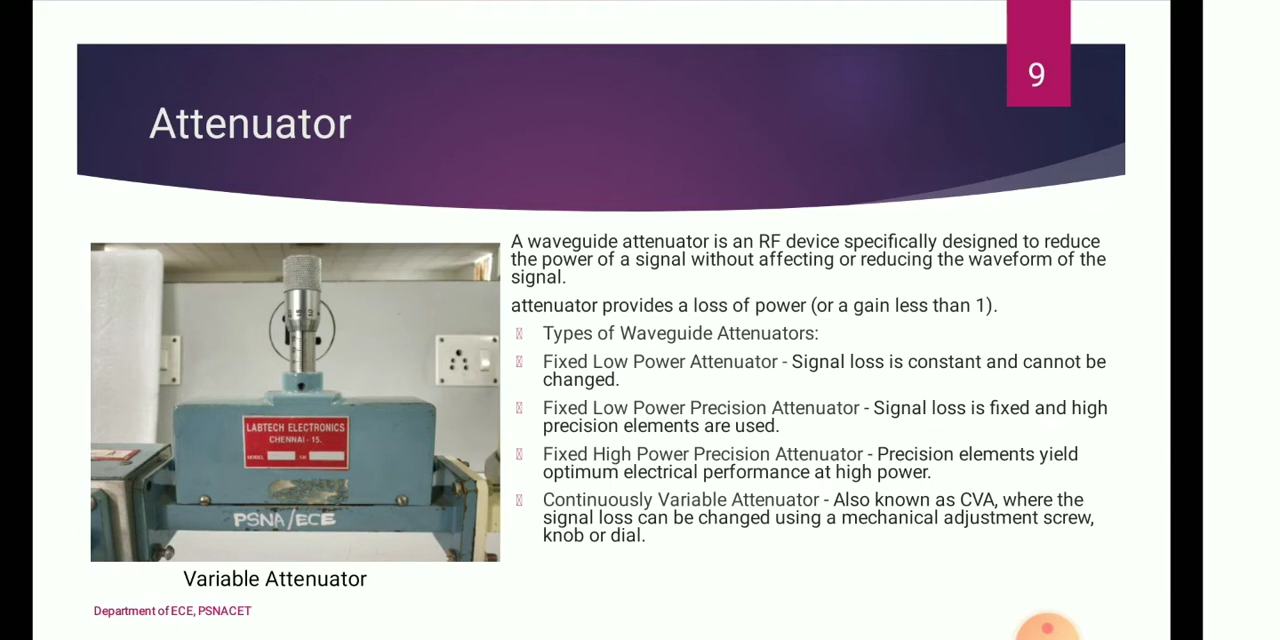 9
Attenuator
A waveguide attenuator is an RF device specifically designed to reduce
the power of a signal without affecting or reducing the waveform of the
signal.
attenuator provides a loss of power (or a gain less than 1).
Types of Waveguide Attenuators:
Fixed Low Power Attenuator - Signal loss is constant and cannot be
changed.
Fixed Low Power Precision Attenuator - Signal loss is fixed and high
precision elements are used.
Fixed High Power Precision Attenuator - Precision elements yield
optimum electrical performance at high power.
Continuously Variable Attenuator - Also known as CVA, where the
signal loss can be changed using a mechanical adjustment screw,
knob or dial.
LABTECH ELECTRONICS
CHENNAI - 15.
MODEL
PSNA/ECE
Variable Attenuator
Department of ECE, PSNACET